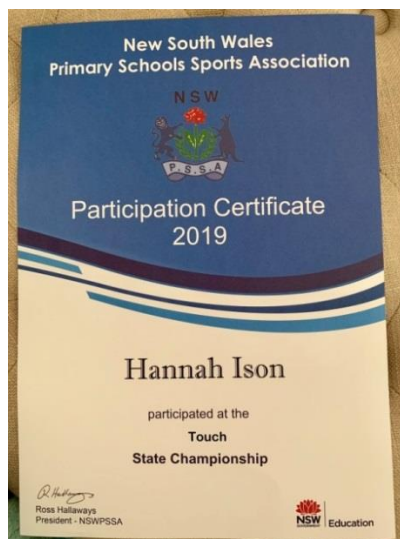 New South Wales
Primary Schools Sports Association
NSW
P.S.S.A
Participation Certificate
2019
Hannah Ison
participated at the
Touch
State Championship
R. Hallaways
Ross Hallaways
President - NSWPSSA
NSW
Education